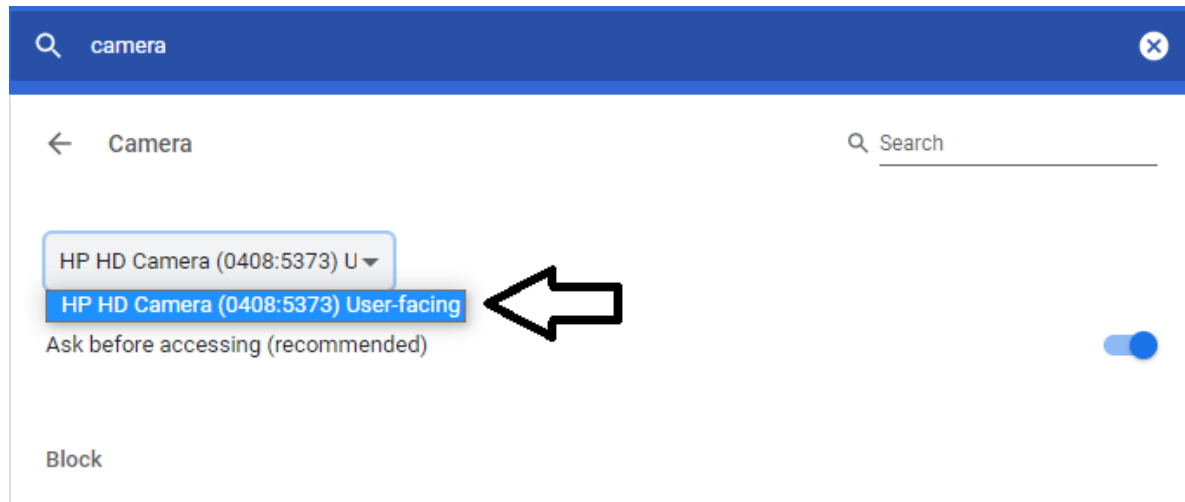 camera
Camera
Search
HP HD Camera (0408:5373) U
HP HD Camera (0408:5373) User-facing
Ask before accessing (recommended)
Block